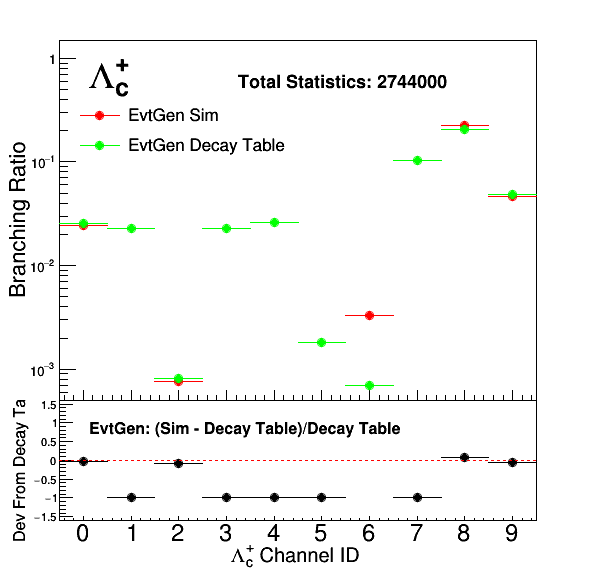 Λc+
Total Statistics: 2744000
EvtGen Sim
EvtGen Decay Table
Branching Ratio
1
10−1
10−2
10−3
EvtGen: (Sim - Decay Table)/Decay Table
Dev From Decay Ta
1.5
1
0.5
0
−0.5
−1
−1.5
0 1 2 3 4 5 6 7 8 9
Λc+ Channel ID